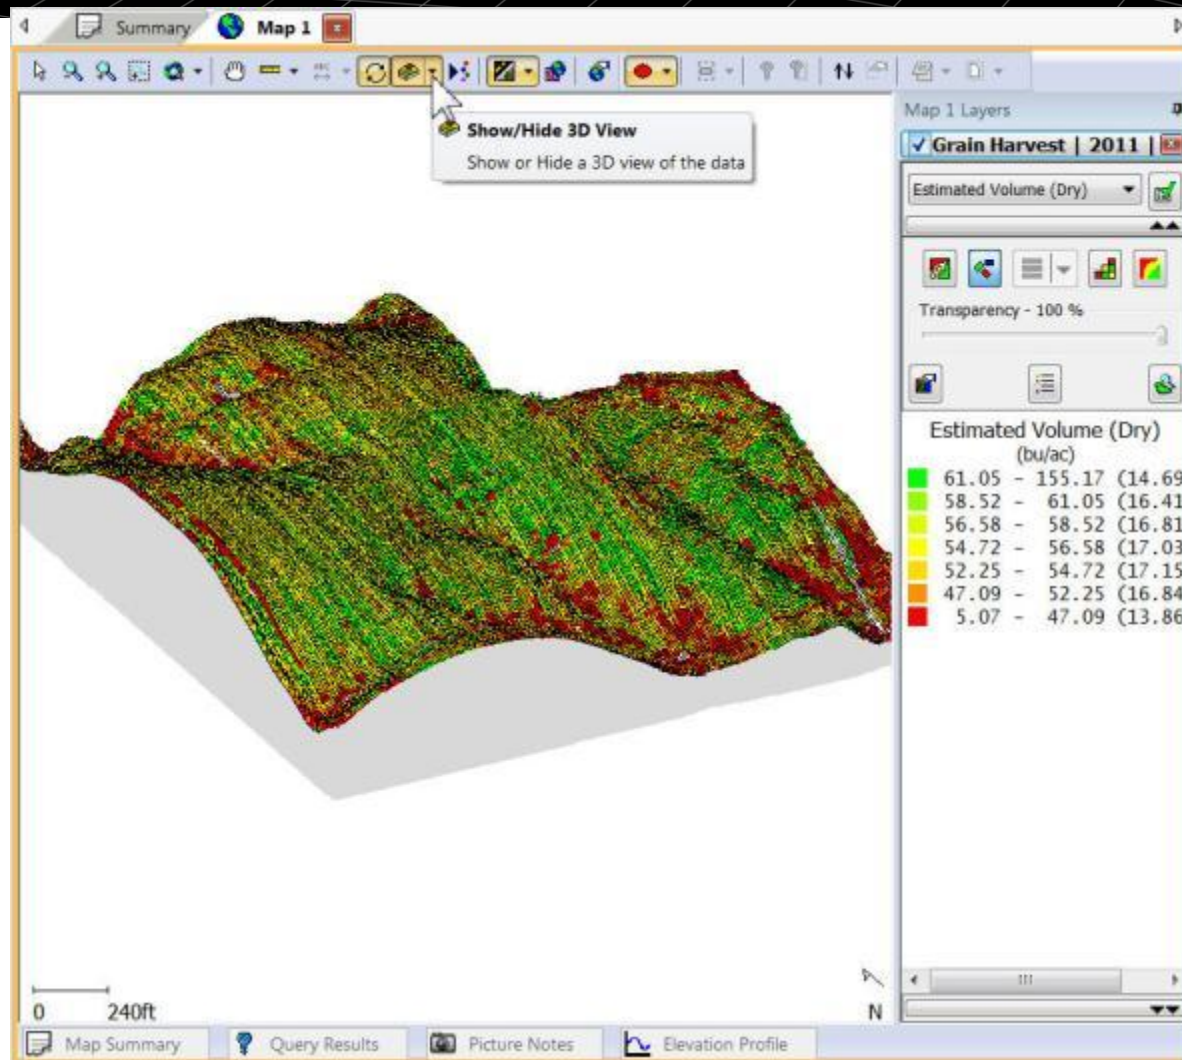 Summary Map 1
Show/Hide 3D View
Show or Hide a 3D view of the data
Map 1 Layers
Grain Harvest | 2011 |
Estimated Volume (Dry)
Transparency - 100 %
Estimated Volume (Dry)
(bu/ac)
61.05 - 155.17 (14.69
58.52 - 61.05 (16.41
56.58 - 58.52 (16.81
54.72 - 56.58 (17.03
52.25 - 54.72 (17.15
47.09 - 52.25 (16.84
5.07 - 47.09 (13.86
0 240ft
N
Map Summary Query Results Picture Notes Elevation Profile